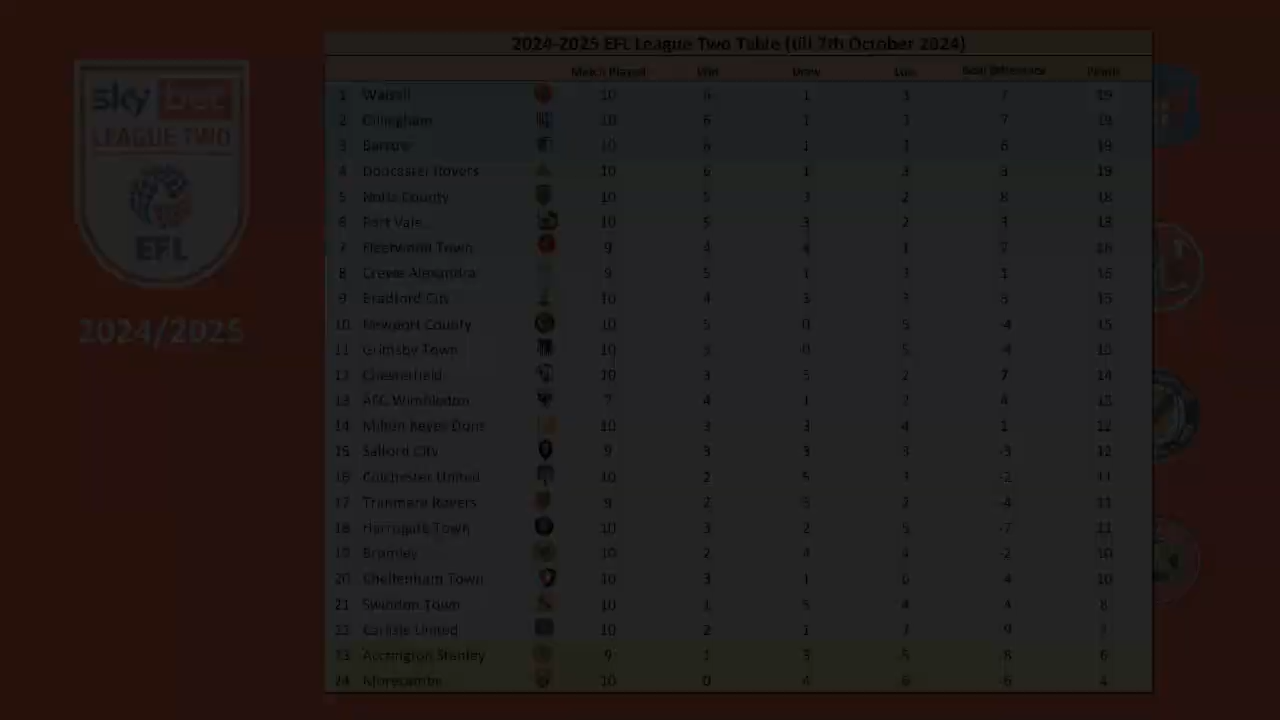 2024-2025 EFL League Two Table (till 7th October 2024)
Match Played Win Draw Lost Goal Difference Points
sky bet
LEAGUE TWO
EFL
2024/2025
1 Walsall 10 6 1 3 7 19
2 Gillingham 10 6 1 3 7 19
3 Barrow 10 6 1 3 6 19
4 Doncaster Rovers 10 6 1 3 3 19
5 Notts County 10 5 3 2 8 18
6 Port Vale 10 5 3 2 3 18
7 Fleetwood Town 9 4 4 1 7 16
8 Crewe Alexandra 9 5 1 3 1 16
9 Bradford City 10 4 3 3 3 15
10 Newport County 10 5 0 5 -4 15
11 Grimsby Town 10 5 0 5 -4 15
12 Chesterfield 10 3 5 2 7 14
13 AFC Wimbledon 7 4 1 2 4 13
14 Milton Keyes Dons 10 3 3 4 1 12
15 Salford City 9 3 3 3 -3 12
16 Colchester United 10 2 5 3 -2 11
17 Tranmere Rovers 9 2 5 2 -4 11
18 Harrogate Town 10 3 2 5 -7 11
19 Bromley 10 2 4 4 -2 10
20 Cheltenham Town 10 3 1 6 4 10
21 Swindon Town 10 1 5 4 4 8
22 Carlisle United 10 2 1 7 9 7
23 Accrington Stanley 9 1 3 5 8 6
24 Morecambe 10 0 4 6 -6 4